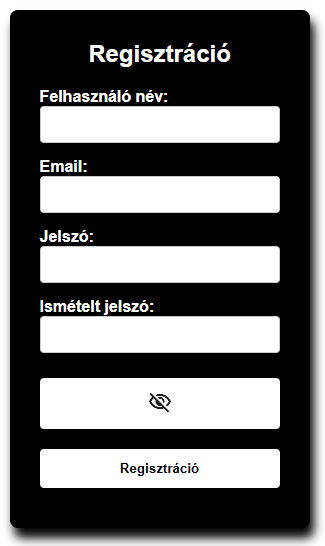 Regisztráció
Felhasználó név:
Email:
Jelszó:
Ismételt jelszó:
Regisztráció